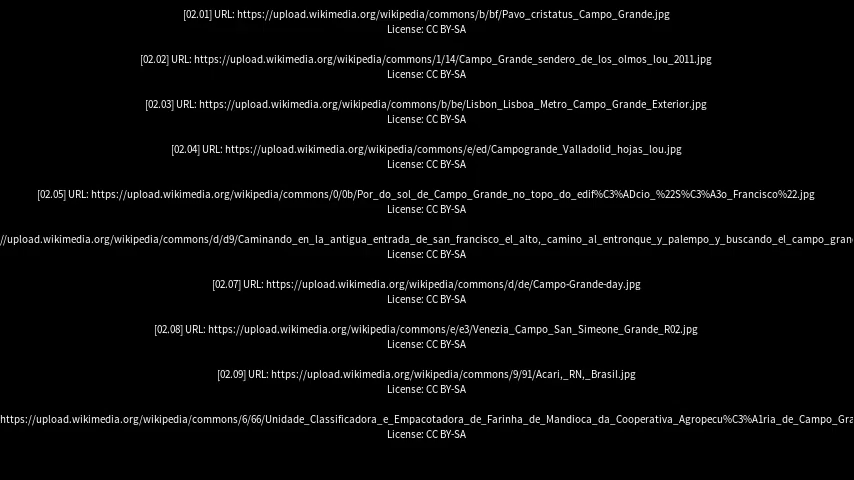 [02.01] URL: https://upload.wikimedia.org/wikipedia/commons/b/bf/Pavo_cristatus_Campo_Grande.jpg
License: CC BY-SA
[02.02] URL: https://upload.wikimedia.org/wikipedia/commons/1/14/Campo_Grande_sendero_de_los_olmos_lou_2011.jpg
License: CC BY-SA
[02.03] URL: https://upload.wikimedia.org/wikipedia/commons/b/be/Lisbon_Lisboa_Metro_Campo_Grande_Exterior.jpg
License: CC BY-SA
[02.04] URL: https://upload.wikimedia.org/wikipedia/commons/e/ed/Campogrande_Valladolid_hojas_lou.jpg
License: CC BY-SA
[02.05] URL: https://upload.wikimedia.org/wikipedia/commons/0/0b/Por_do_sol_de_Campo_Grande_no_topo_do_edif%C3%ADcio_%22S%C3%A3o_Francisco%22.jpg
License: CC BY-SA
//upload.wikimedia.org/wikipedia/commons/d/d9/Caminando_en_la_antigua_entrada_de_san_francisco_el_alto,_camino_al_entronque_y_palempo_y_buscando_el_campo_gran
License: CC BY-SA
[02.07] URL: https://upload.wikimedia.org/wikipedia/commons/d/de/Campo-Grande-day.jpg
License: CC BY-SA
[02.08] URL: https://upload.wikimedia.org/wikipedia/commons/e/e3/Venezia_Campo_San_Simeone_Grande_R02.jpg
License: CC BY-SA
[02.09] URL: https://upload.wikimedia.org/wikipedia/commons/9/91/Acari,_RN,_Brasil.jpg
License: CC BY-SA
https://upload.wikimedia.org/wikipedia/commons/6/66/Unidade_Classificadora_e_Empacotadora_de_Farinha_de_Mandioca_da_Cooperativa_Agropecu%C3%A1ria_de_Campo_Gra
License: CC BY-SA